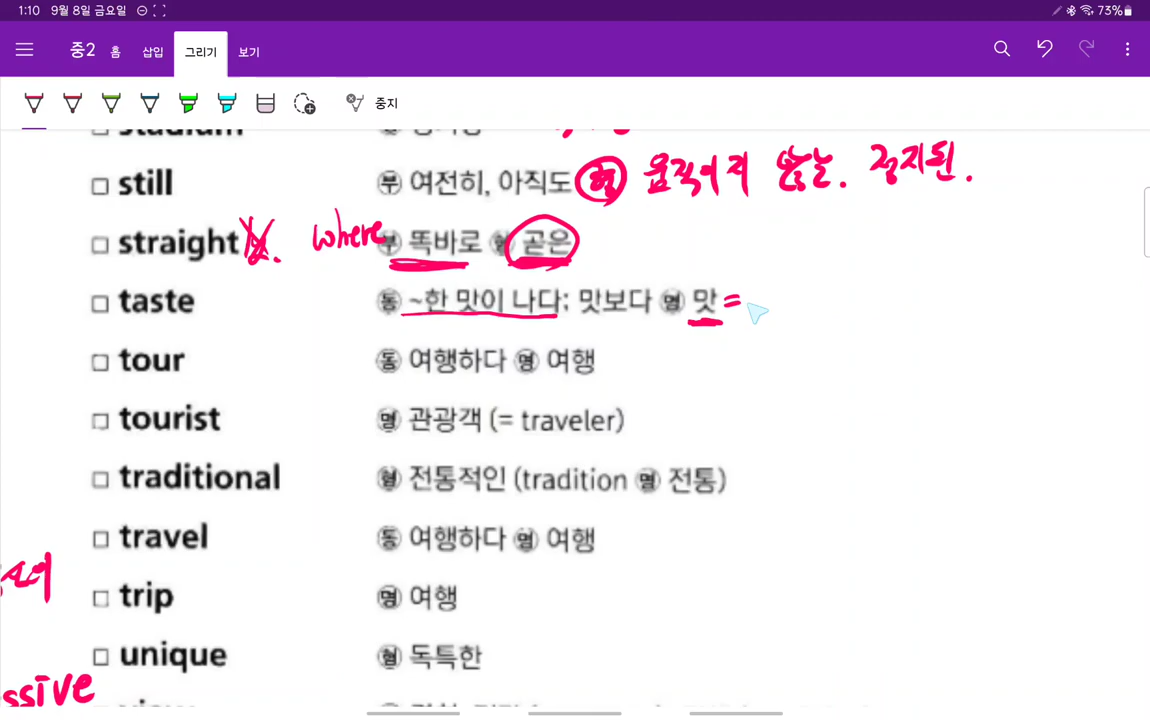 1:10 9월 8일 금요일 73%
중2 홈 삽입 그리기 보기
중지
stadium
still 부 여전히, 아직도 형 움직이지 않는. 정지된.
straight where 부 똑바로 형 곧은
taste 동 ~한 맛이 나다: 맛보다 명 맛 =
tour 동 여행하다 명 여행
tourist 명 관광객 (= traveler)
traditional 형 전통적인 (tradition 명 전통)
travel 동 여행하다 명 여행
trip 명 여행
unique 형 독특한
ssive